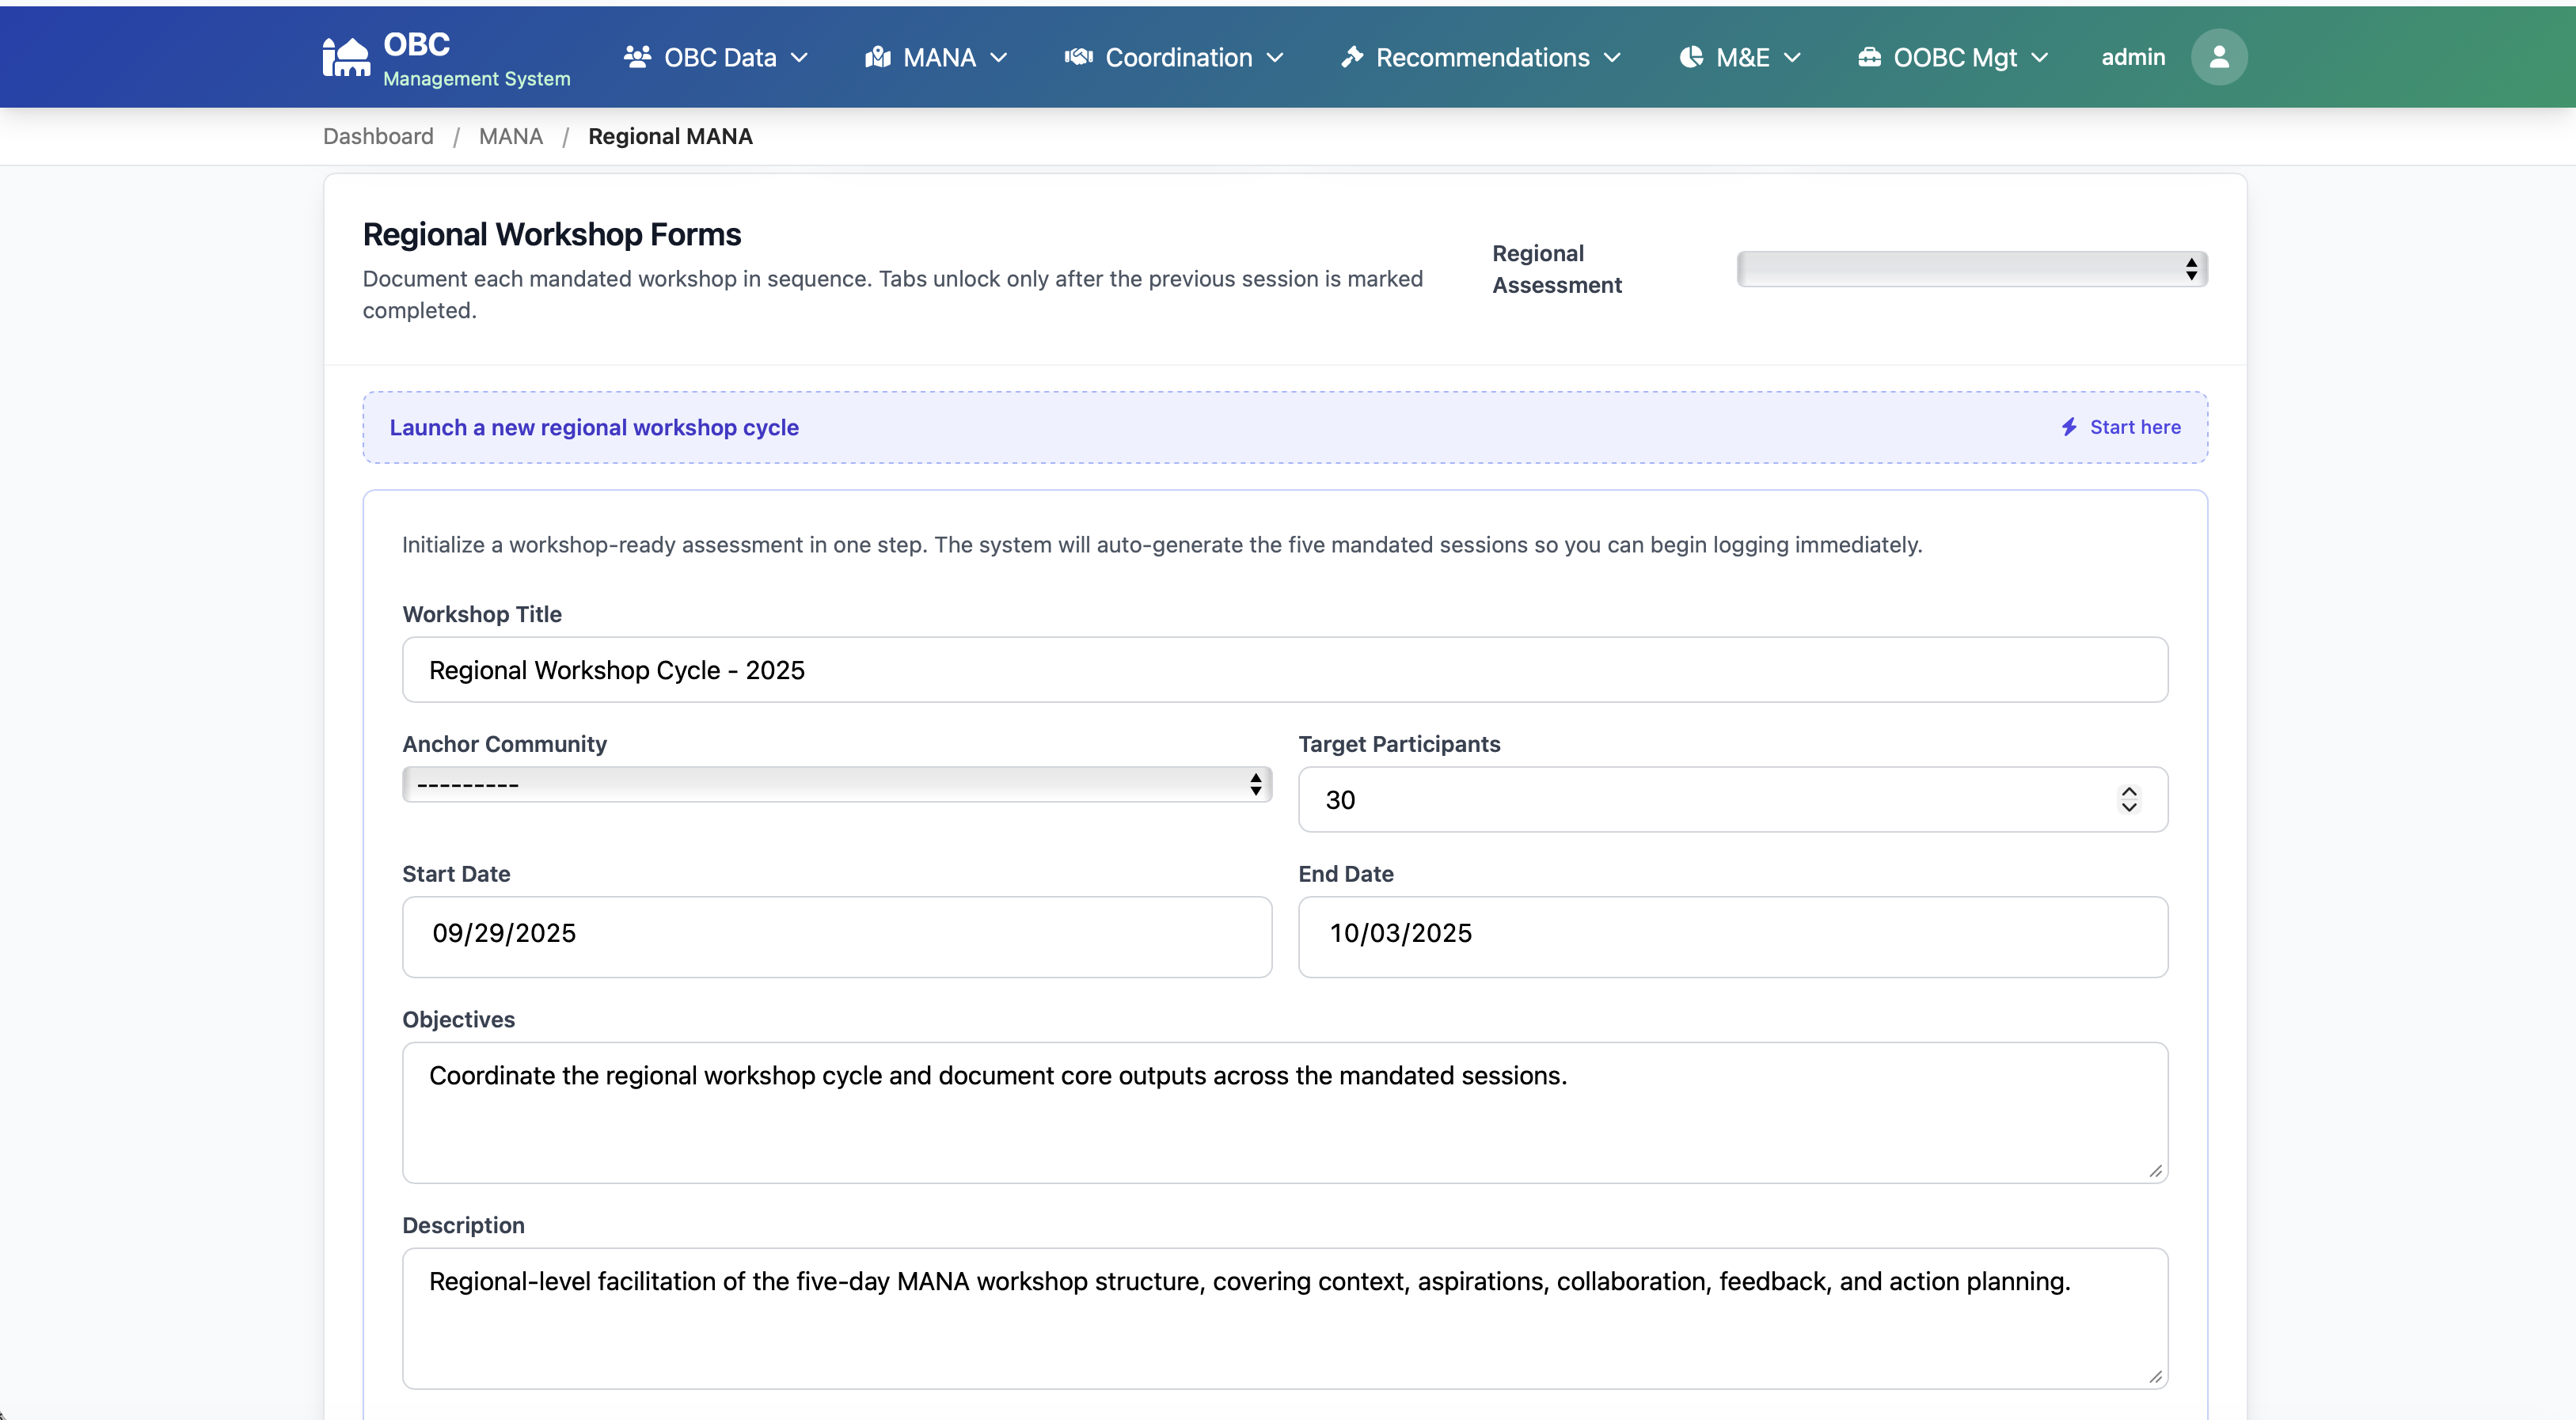 OBC
Management System
OBC Data
MANA
Coordination
Recommendations
M&E
OOBC Mgt
admin
Dashboard / MANA / Regional MANA
Regional Workshop Forms
Document each mandated workshop in sequence. Tabs unlock only after the previous session is marked
completed.
Regional
Assessment
Launch a new regional workshop cycle
Start here
Initialize a workshop-ready assessment in one step. The system will auto-generate the five mandated sessions so you can begin logging immediately.
Workshop Title
Regional Workshop Cycle - 2025
Anchor Community
---------
Target Participants
30
Start Date
09/29/2025
End Date
10/03/2025
Objectives
Coordinate the regional workshop cycle and document core outputs across the mandated sessions.
Description
Regional-level facilitation of the five-day MANA workshop structure, covering context, aspirations, collaboration, feedback, and action planning.